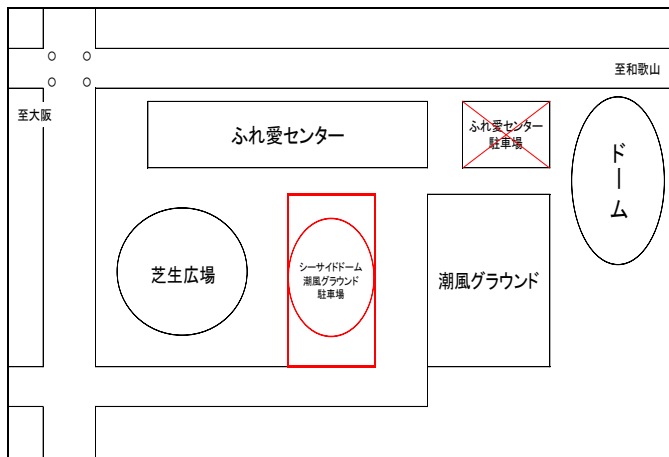 至和歌山
至大阪
ふれ愛センター
ふれ愛センター
駐車場
ドーム
芝生広場
シーサイドドーム
潮風グラウンド
駐車場
潮風グラウンド